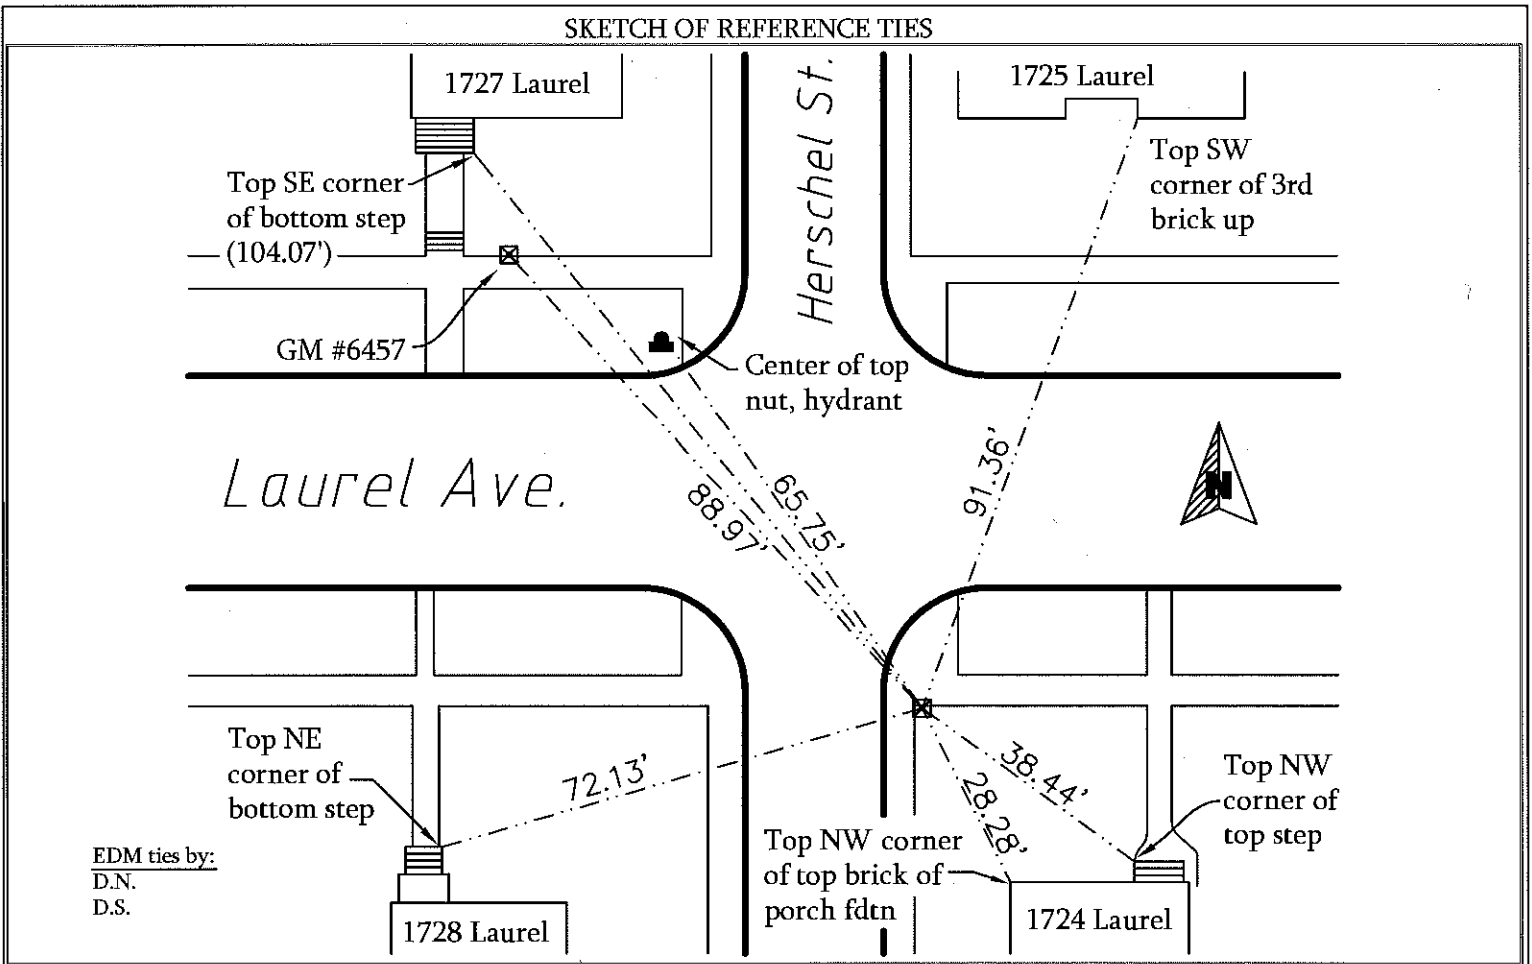 SKETCH OF REFERENCE TIES
1727 Laurel
Herschel St.
1725 Laurel
Top SE corner
of bottom step
(104.07')
Top SW
corner of 3rd
brick up
GM #6457
Center of top
nut, hydrant
Laurel Ave.
88.97'
65.75'
91.36'
N
Top NE
corner of
bottom step
72.13'
38.44'
28.28'
Top NW
corner of
top step
Top NW corner
of top brick of
porch fdtn
EDM ties by:
D.N.
D.S.
1728 Laurel
1724 Laurel